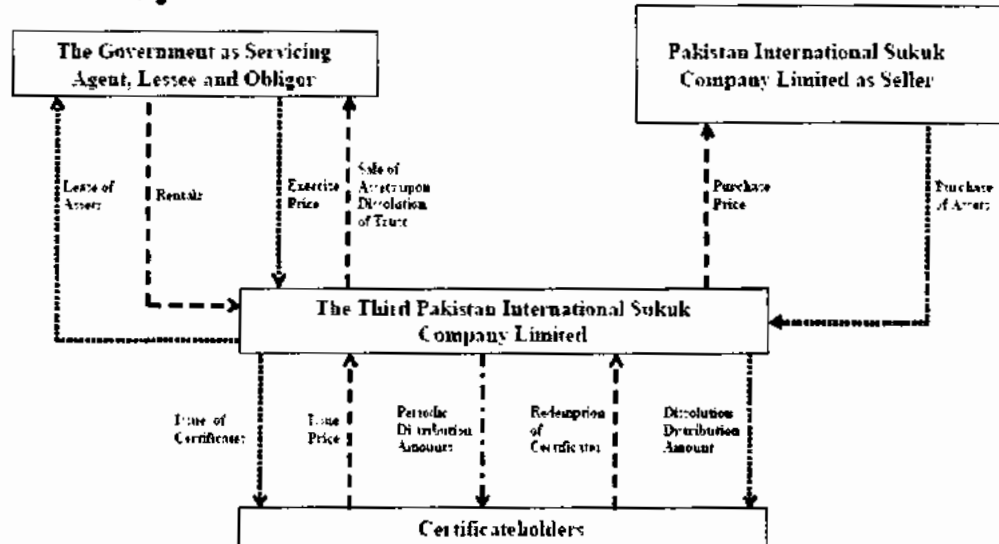 The Government as Servicing
Agent, Lessee and Obligor
Pakistan International Sukuk
Company Limited as Seller
Lease of
Assets
Rentals
Exercise
Price
Sale of
Assets upon
Dissolution
of Trust
Purchase
Price
Purchase
of Assets
The Third Pakistan International Sukuk
Company Limited
Issue of
Certificates
Issue
Price
Periodic
Distribution
Amount
Redemption
of
Certificates
Dissolution
Distribution
Amount
Certificateholders